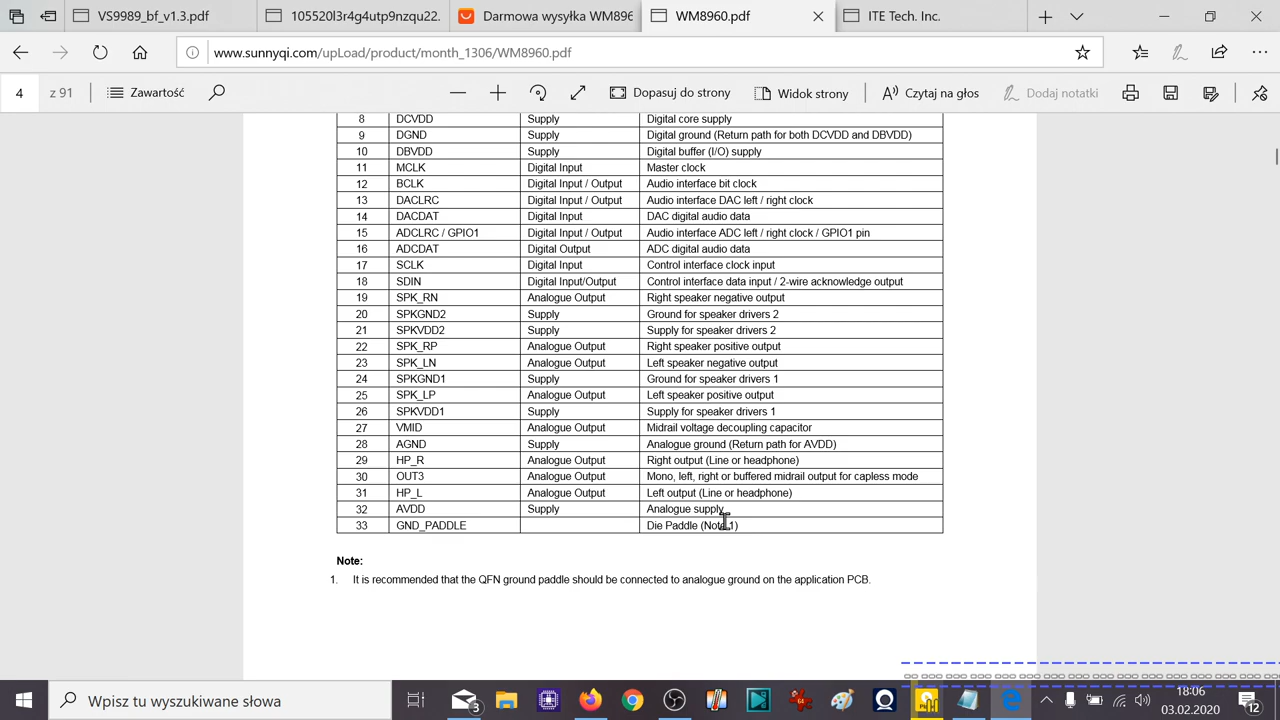 VS9989_bf_v1.3.pdf
105520l3r4g4utp9nzqu22.
Darmowa wysyłka WM896
WM8960.pdf
ITE Tech. Inc.
www.sunnyqi.com/upLoad/product/month_1306/WM8960.pdf
4 z 91 Zawartość Dopasuj do strony Widok strony Czytaj na głos Dodaj notatki
8 DCVDD Supply Digital core supply
9 DGND Supply Digital ground (Return path for both DCVDD and DBVDD)
10 DBVDD Supply Digital buffer (I/O) supply
11 MCLK Digital Input Master clock
12 BCLK Digital Input / Output Audio interface bit clock
13 DACLRC Digital Input / Output Audio interface DAC left / right clock
14 DACDAT Digital Input DAC digital audio data
15 ADCLRC / GPIO1 Digital Input / Output Audio interface ADC left / right clock / GPIO1 pin
16 ADCDAT Digital Output ADC digital audio data
17 SCLK Digital Input Control interface clock input
18 SDIN Digital Input/Output Control interface data input / 2-wire acknowledge output
19 SPK_RN Analogue Output Right speaker negative output
20 SPKGND2 Supply Ground for speaker drivers 2
21 SPKVDD2 Supply Supply for speaker drivers 2
22 SPK_RP Analogue Output Right speaker positive output
23 SPK_LN Analogue Output Left speaker negative output
24 SPKGND1 Supply Ground for speaker drivers 1
25 SPK_LP Analogue Output Left speaker positive output
26 SPKVDD1 Supply Supply for speaker drivers 1
27 VMID Analogue Output Midrail voltage decoupling capacitor
28 AGND Supply Analogue ground (Return path for AVDD)
29 HP_R Analogue Output Right output (Line or headphone)
30 OUT3 Analogue Output Mono, left, right or buffered midrail output for capless mode
31 HP_L Analogue Output Left output (Line or headphone)
32 AVDD Supply Analogue supply
33 GND_PADDLE Die Paddle (Note 1)
Note:
1. It is recommended that the QFN ground paddle should be connected to analogue ground on the application PCB.
Wpisz tu wyszukiwane słowa
3
18:06
03.02.2020
12